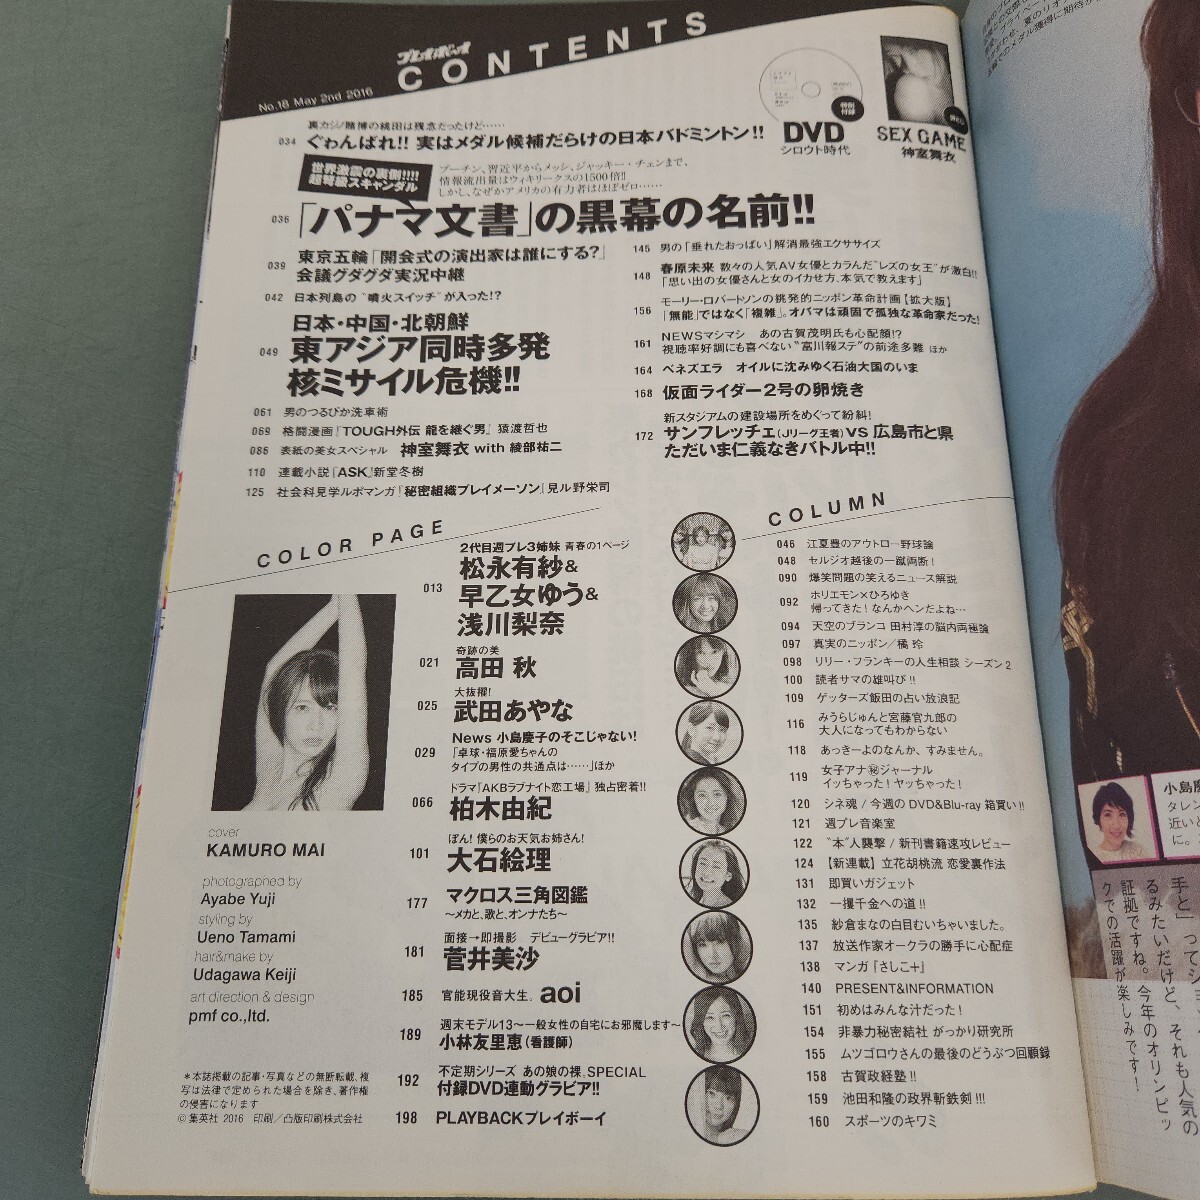 プレイボーイ
CONTENTS
No.18 May 2nd 2016
特別付録
DVD
シロウト時代
SEX GAME
神室舞衣
裏カジノ賭博の桃田は残念だったけど……
034 ぐゎんばれ!! 実はメダル候補だらけの日本バドミントン!!
世界激震の裏側!!!!
超特級スキャンダル
プーチン、習近平からメッシ、ジャッキー・チェンまで、
情報流出量はウィキリークスの1500倍!!
しかし、なぜかアメリカの有力者はほぼゼロ……
036 「パナマ文書」の黒幕の名前!!
039 東京五輪「開会式の演出家は誰にする?」
会議グダグダ実況中継
042 日本列島の“噴火スイッチ”が入った!?
日本・中国・北朝鮮
049 東アジア同時多発
核ミサイル危機!!
061 男のつるぴか洗車術
069 格闘漫画『TOUGH外伝 龍を継ぐ男』 猿渡哲也
085 表紙の美女スペシャル 神室舞衣 with 綾部祐二
110 連載小説『ASK』新堂冬樹
125 社会科見学ルポマンガ『秘密組織プレイメーソン』見ル野栄司
145 男の「垂れたおっぱい」解消最強エクササイズ
148 春原未来 数々の人気AV女優とカラんだ“レズの女王”が激白!!
「思い出の女優さんと女のイカせ方、本気で教えます」
モーリー・ロバートソンの挑発的ニッポン革命計画【拡大版】
156 「無能」ではなく「複雑」。オバマは頑固で孤独な革命家だった!
NEWSマシマシ あの古賀茂明氏も心配顔!?
161 視聴率好調にも喜べない“富川報ステ”の前途多難 ほか
164 ベネズエラ オイルに沈みゆく石油大国のいま
168 仮面ライダー2号の卵焼き
新スタジアムの建設場所をめぐって紛糾!
172 サンフレッチェ(Jリーグ王者) VS 広島市と県
ただいま仁義なきバトル中!!
COLOR PAGE
2代目週プレ3姉妹 青春の1ページ
013 松永有紗&
早乙女ゆう&
浅川梨奈
奇跡の美
021 高田 秋
大抜擢!
025 武田あやな
News 小島慶子のそこじゃない!
029 「卓球・福原愛ちゃんの
タイプの男性の共通点は……」ほか
ドラマ『AKBラブナイト恋工場』独占密着!!
066 柏木由紀
ぽん! 僕らのお天気お姉さん!
101 大石絵理
177 マクロス三角図鑑
〜メカと、歌と、オンナたち〜
面接→即撮影 デビューグラビア!!
181 菅井美沙
185 官能現役音大生。 aoi
週末モデル13〜一般女性の自宅にお邪魔します〜
189 小林友里恵(看護師)
不定期シリーズ あの娘の裸。SPECIAL
192 付録DVD連動グラビア!!
198 PLAYBACKプレイボーイ
cover
KAMURO MAI
photographed by
Ayabe Yuji
styling by
Ueno Tamami
hair&make by
Udagawa Keiji
art direction & design
pmf co.,ltd.
*本誌掲載の記事・写真などの無断転載、複
写は法律で定められた場合を除き、著作権
の侵害になります
©集英社 2016 印刷/凸版印刷株式会社
COLUMN
046 江夏豊のアウトロー野球論
048 セルジオ越後の一蹴両断!
090 爆笑問題の笑えるニュース解説
092 ホリエモン×ひろゆき
帰ってきた! なんかヘンだよね…
094 天空のブランコ 田村淳の脳内両極論
097 真実のニッポン/橘 玲
098 リリー・フランキーの人生相談 シーズン2
100 読者サマの雄叫び!!
109 ゲッターズ飯田の占い放浪記
116 みうらじゅんと宮藤官九郎の
大人になってもわからない
118 あっきーよのなんか、すみません。
119 女子アナ㊙ジャーナル
イッちゃった! ヤッちゃった!
120 シネ魂 / 今週の DVD&Blu-ray 箱買い!!
121 週プレ音楽室
122 “本”人襲撃 / 新刊書籍速攻レビュー
124 【新連載】立花胡桃流 恋愛裏作法
131 即買いガジェット
132 一攫千金への道!!
135 紗倉まなの白目むいちゃいました。
137 放送作家オークラの勝手に心配症
138 マンガ『さしこ+』
140 PRESENT&INFORMATION
151 初めはみんな汁だった!
154 非暴力秘密結社 がっかり研究所
155 ムツゴロウさんの最後のどうぶつ回顧録
158 古賀政経塾!!
159 池田和隆の政界斬鉄剣!!!
160 スポーツのキワミ
小島慶
タレン
近いと
に。
手と」ってジ
るみたいだけど、それも人気の
証拠ですね。今年のオリンピッ
クでの活躍が楽しみです!